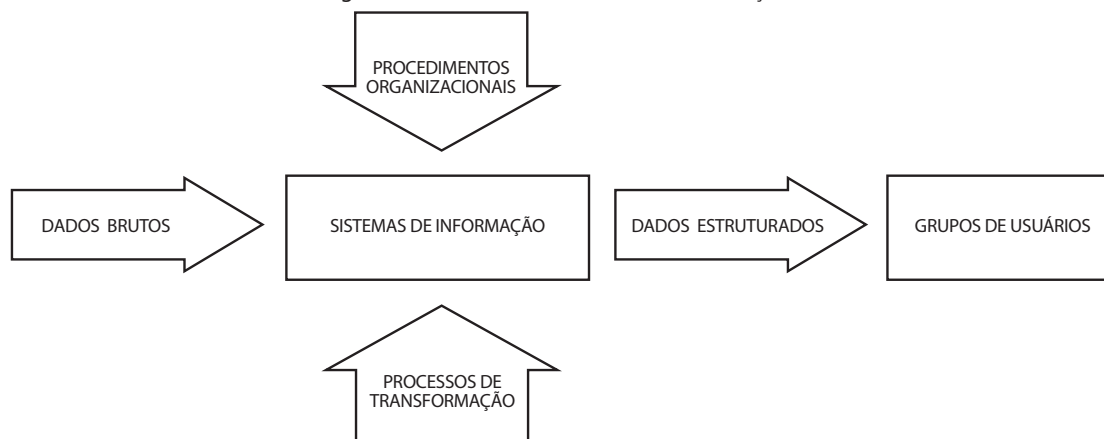 PROCEDIMENTOS
ORGANIZACIONAIS
DADOS BRUTOS
SISTEMAS DE INFORMAÇÃO
DADOS ESTRUTURADOS
GRUPOS DE USUÁRIOS
PROCESSOS DE
TRANSFORMAÇÃO